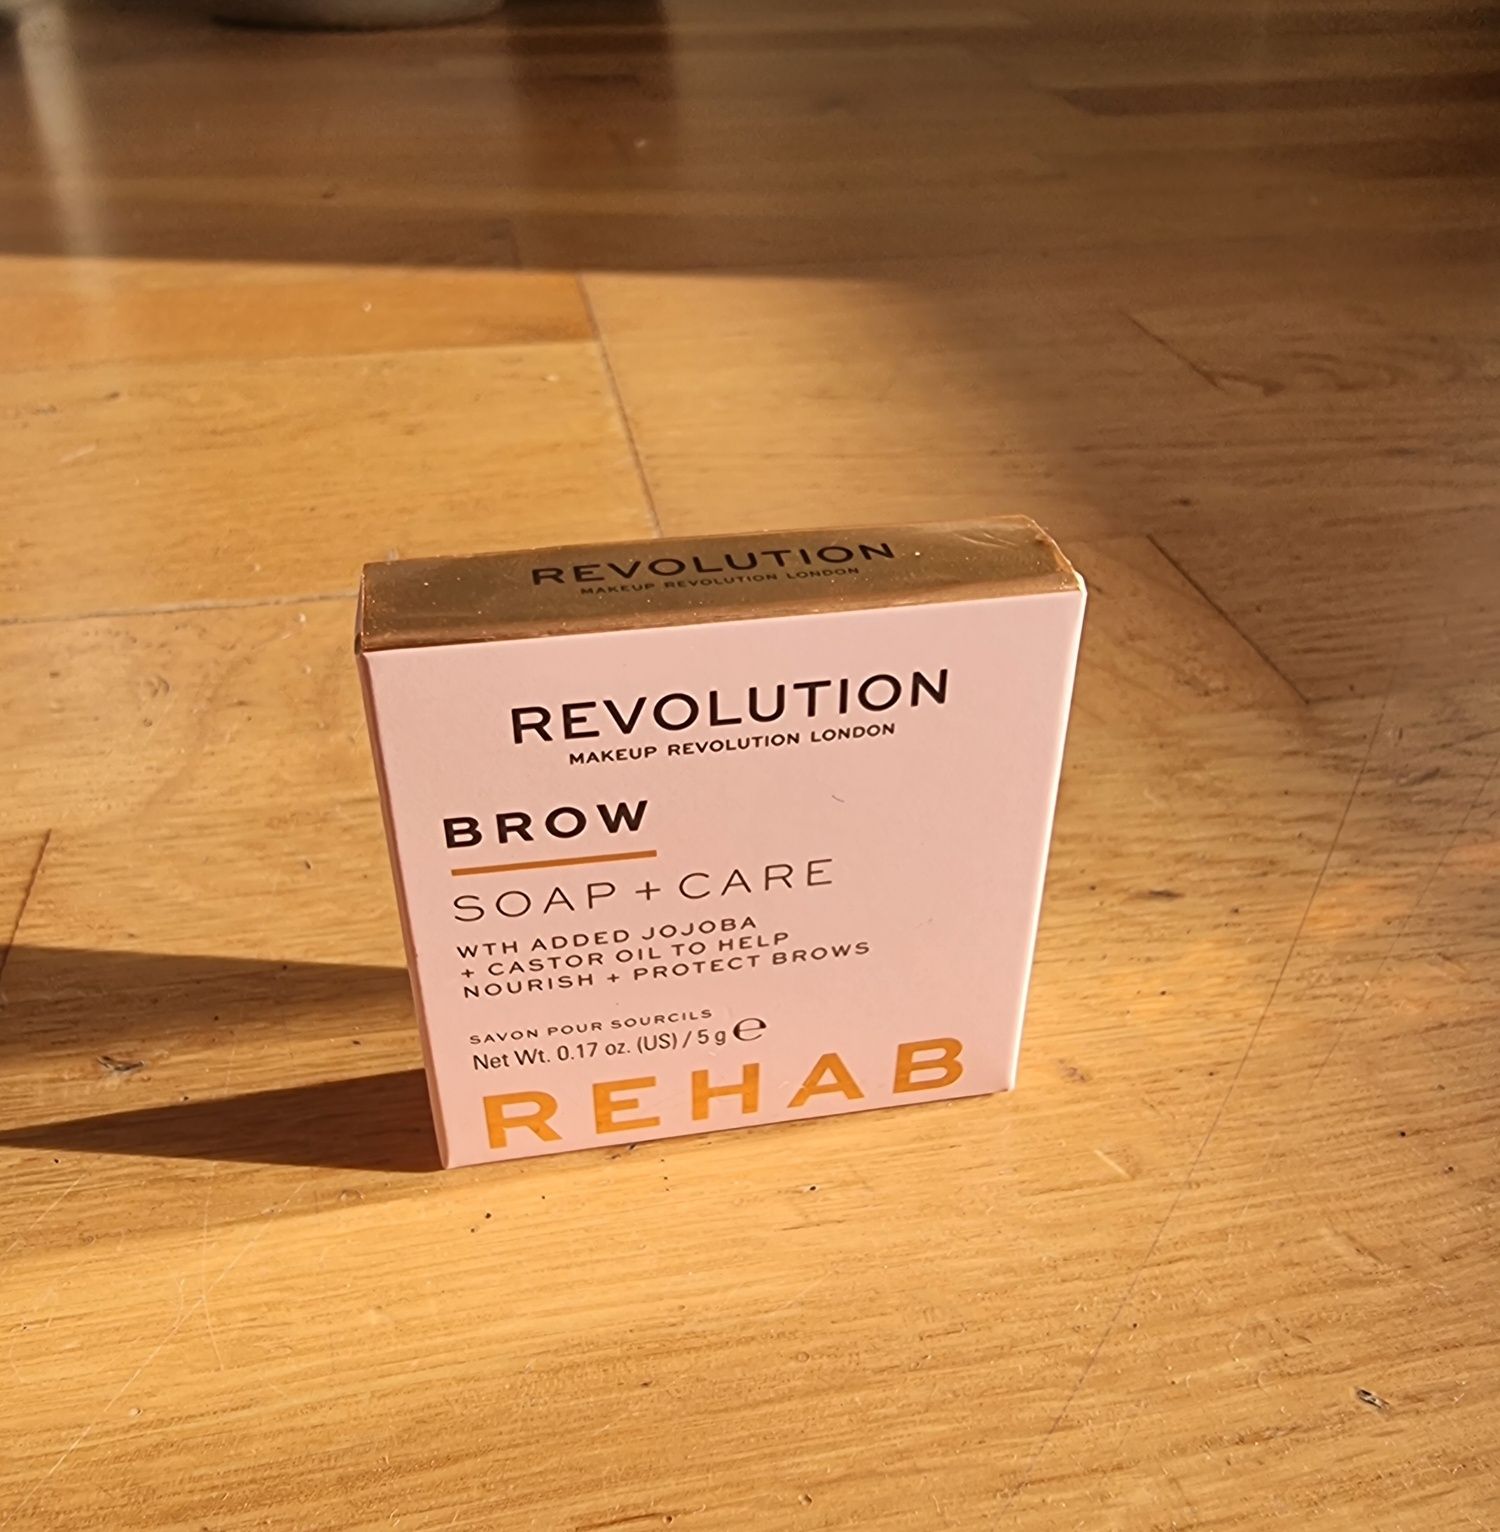 REVOLUTION
MAKEUP REVOLUTION LONDON
REVOLUTION
MAKEUP REVOLUTION LONDON
BROW
SOAP + CARE
WTH ADDED JOJOBA
+ CASTOR OIL TO HELP
NOURISH + PROTECT BROWS
SAVON POUR SOURCILS
Net Wt. 0.17 oz. (US) / 5 g ℮
REHAB